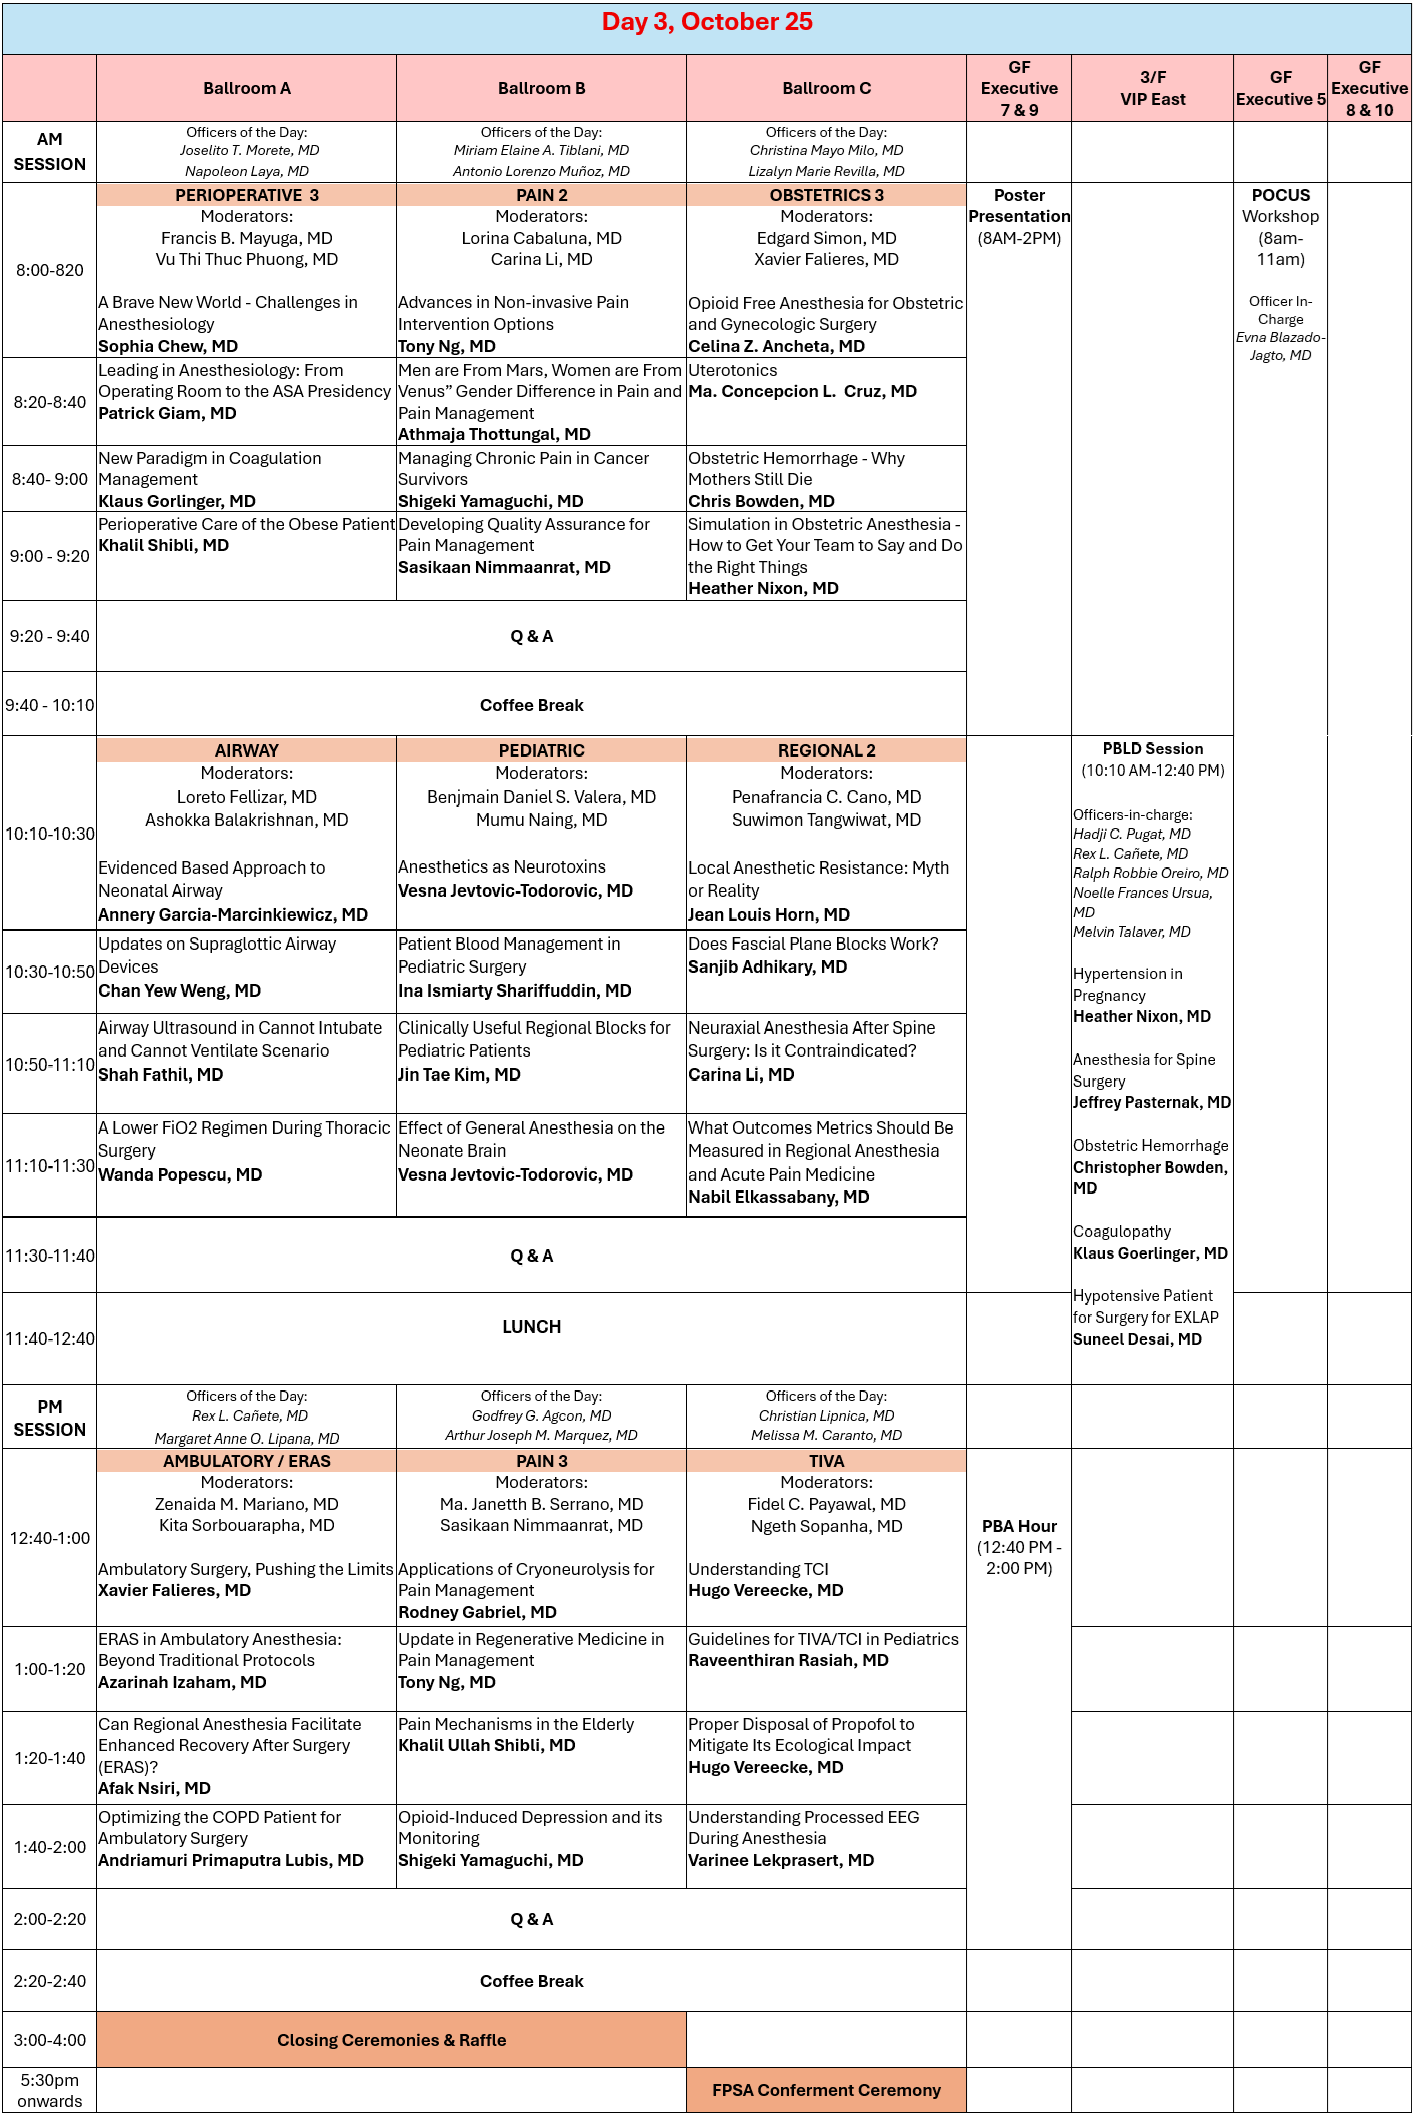 Day 3, October 25
Ballroom A
Ballroom B
Ballroom C
GF
Executive
7 & 9
3/F
VIP East
GF
Executive 5
GF
Executive
8 & 10
AM
SESSION
Officers of the Day:
Joselito T. Morete, MD
Napoleon Laya, MD
Officers of the Day:
Miriam Elaine A. Tiblani, MD
Antonio Lorenzo Muñoz, MD
Officers of the Day:
Christina Mayo Milo, MD
Lizalyn Marie Revilla, MD
8:00-820
PERIOPERATIVE 3
Moderators:
Francis B. Mayuga, MD
Vu Thi Thuc Phuong, MD
A Brave New World - Challenges in
Anesthesiology
Sophia Chew, MD
PAIN 2
Moderators:
Lorina Cabaluna, MD
Carina Li, MD
Advances in Non-invasive Pain
Intervention Options
Tony Ng, MD
OBSTETRICS 3
Moderators:
Edgard Simon, MD
Xavier Falieres, MD
Opioid Free Anesthesia for Obstetric
and Gynecologic Surgery
Celina Z. Ancheta, MD
Poster
Presentation
(8AM-2PM)
POCUS
Workshop
(8am-
11am)
Officer In-
Charge
Evna Blazado-
Jagto, MD
8:20-8:40
Leading in Anesthesiology: From
Operating Room to the ASA Presidency
Patrick Giam, MD
Men are From Mars, Women are From
Venus” Gender Difference in Pain and
Pain Management
Athmaja Thottungal, MD
Uterotonics
Ma. Concepcion L. Cruz, MD
8:40- 9:00
New Paradigm in Coagulation
Management
Klaus Gorlinger, MD
Managing Chronic Pain in Cancer
Survivors
Shigeki Yamaguchi, MD
Obstetric Hemorrhage - Why
Mothers Still Die
Chris Bowden, MD
9:00 - 9:20
Perioperative Care of the Obese Patient
Khalil Shibli, MD
Developing Quality Assurance for
Pain Management
Sasikaan Nimmaanrat, MD
Simulation in Obstetric Anesthesia -
How to Get Your Team to Say and Do
the Right Things
Heather Nixon, MD
9:20 - 9:40
Q & A
9:40 - 10:10
Coffee Break
10:10-10:30
AIRWAY
Moderators:
Loreto Fellizar, MD
Ashokka Balakrishnan, MD
Evidenced Based Approach to
Neonatal Airway
Annery Garcia-Marcinkiewicz, MD
PEDIATRIC
Moderators:
Benjmain Daniel S. Valera, MD
Mumu Naing, MD
Anesthetics as Neurotoxins
Vesna Jevtovic-Todorovic, MD
REGIONAL 2
Moderators:
Penafrancia C. Cano, MD
Suwimon Tangwiwat, MD
Local Anesthetic Resistance: Myth
or Reality
Jean Louis Horn, MD
PBLD Session
(10:10 AM-12:40 PM)
Officers-in-charge:
Hadji C. Pugat, MD
Rex L. Cañete, MD
Ralph Robbie Oreiro, MD
Noelle Frances Ursua,
MD
Melvin Talaver, MD
Hypertension in
Pregnancy
Heather Nixon, MD
Anesthesia for Spine
Surgery
Jeffrey Pasternak, MD
Obstetric Hemorrhage
Christopher Bowden,
MD
Coagulopathy
Klaus Goerlinger, MD
Hypotensive Patient
for Surgery for EXLAP
Suneel Desai, MD
10:30-10:50
Updates on Supraglottic Airway
Devices
Chan Yew Weng, MD
Patient Blood Management in
Pediatric Surgery
Ina Ismiarty Shariffuddin, MD
Does Fascial Plane Blocks Work?
Sanjib Adhikary, MD
10:50-11:10
Airway Ultrasound in Cannot Intubate
and Cannot Ventilate Scenario
Shah Fathil, MD
Clinically Useful Regional Blocks for
Pediatric Patients
Jin Tae Kim, MD
Neuraxial Anesthesia After Spine
Surgery: Is it Contraindicated?
Carina Li, MD
11:10-11:30
A Lower FiO2 Regimen During Thoracic
Surgery
Wanda Popescu, MD
Effect of General Anesthesia on the
Neonate Brain
Vesna Jevtovic-Todorovic, MD
What Outcomes Metrics Should Be
Measured in Regional Anesthesia
and Acute Pain Medicine
Nabil Elkassabany, MD
11:30-11:40
Q & A
11:40-12:40
LUNCH
PM
SESSION
Officers of the Day:
Rex L. Cañete, MD
Margaret Anne O. Lipana, MD
Officers of the Day:
Godfrey G. Agcon, MD
Arthur Joseph M. Marquez, MD
Officers of the Day:
Christian Lipnica, MD
Melissa M. Caranto, MD
12:40-1:00
AMBULATORY / ERAS
Moderators:
Zenaida M. Mariano, MD
Kita Sorbouarapha, MD
Ambulatory Surgery, Pushing the Limits
Xavier Falieres, MD
PAIN 3
Moderators:
Ma. Janetth B. Serrano, MD
Sasikaan Nimmaanrat, MD
Applications of Cryoneurolysis for
Pain Management
Rodney Gabriel, MD
TIVA
Moderators:
Fidel C. Payawal, MD
Ngeth Sopanha, MD
Understanding TCI
Hugo Vereecke, MD
PBA Hour
(12:40 PM -
2:00 PM)
1:00-1:20
ERAS in Ambulatory Anesthesia:
Beyond Traditional Protocols
Azarinah Izaham, MD
Update in Regenerative Medicine in
Pain Management
Tony Ng, MD
Guidelines for TIVA/TCI in Pediatrics
Raveenthiran Rasiah, MD
1:20-1:40
Can Regional Anesthesia Facilitate
Enhanced Recovery After Surgery
(ERAS)?
Afak Nsiri, MD
Pain Mechanisms in the Elderly
Khalil Ullah Shibli, MD
Proper Disposal of Propofol to
Mitigate Its Ecological Impact
Hugo Vereecke, MD
1:40-2:00
Optimizing the COPD Patient for
Ambulatory Surgery
Andriamuri Primaputra Lubis, MD
Opioid-Induced Depression and its
Monitoring
Shigeki Yamaguchi, MD
Understanding Processed EEG
During Anesthesia
Varinee Lekprasert, MD
2:00-2:20
Q & A
2:20-2:40
Coffee Break
3:00-4:00
Closing Ceremonies & Raffle
5:30pm
onwards
FPSA Conferment Ceremony